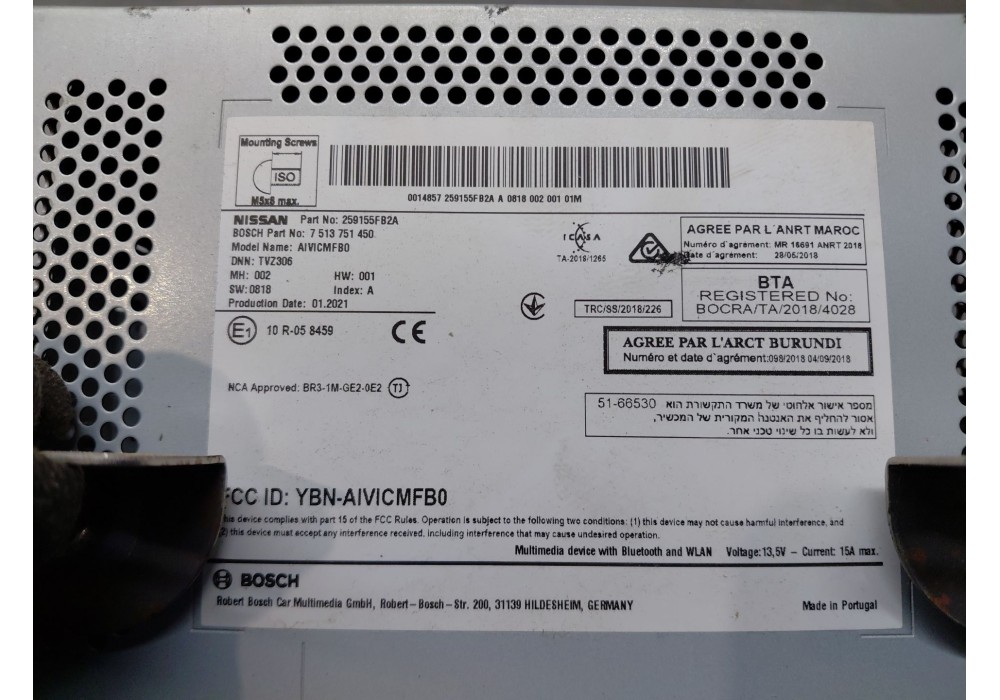 Mounting Screws
ISO
M5x8 max.
0014857 259155FB2A A 0818 002 001 01M
NISSAN Part No: 259155FB2A
BOSCH Part No: 7 513 751 450
Model Name: AIVICMFB0
DNN: TVZ306
MH: 002 HW: 001
SW:0818 Index: A
Production Date: 01.2021
E1 10 R-05 8459
CE
NCA Approved: BR3-1M-GE2-0E2 TJ
ICASA
TA-2018/1265
TRC/SS/2018/226
AGREE PAR L'ANRT MAROC
Numéro d'agrément: MR 16691 ANRT 2018
Date d'agrément: 28/05/2018
BTA
REGISTERED No:
BOCRA/TA/2018/4028
AGREE PAR L'ARCT BURUNDI
Numéro et date d'agrément:098/2018 04/09/2018
מספר אישור אלחוטי של משרד התקשורת הוא 51-66530
אסור להחליף את האנטנה המקורית של המכשיר,
ולא לעשות בו כל שינוי טכני אחר.
FCC ID: YBN-AIVICMFB0
his device complies with part 15 of the FCC Rules. Operation is subject to the following two conditions: (1) this device may not cause harmful interference, and
2) this device must accept any interference received, including interference that may cause undesired operation.
Multimedia device with Bluetooth and WLAN Voltage:13,5V - Current: 15A max.
BOSCH
Robert Bosch Car Multimedia GmbH, Robert-Bosch-Str. 200, 31139 HILDESHEIM, GERMANY
Made in Portugal